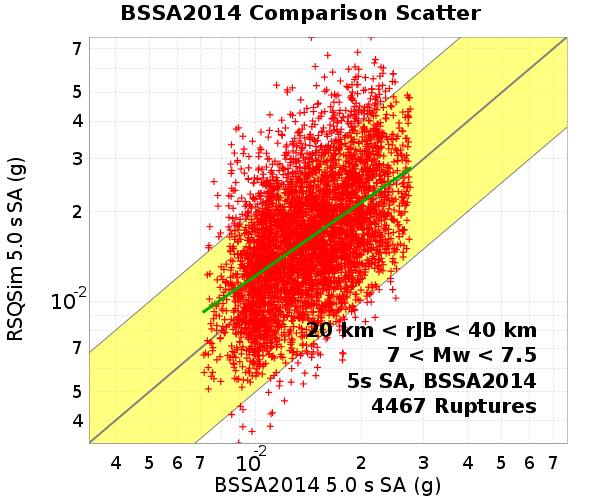 BSSA2014 Comparison Scatter
RSQSim 5.0 s SA (g)
7
5
4
3
2
10-2
7
5
4
20 km < rJB < 40 km
7 < Mw < 7.5
5s SA, BSSA2014
4467 Ruptures
4 5 6 7 10-2 2 3 4 5 6 7
BSSA2014 5.0 s SA (g)